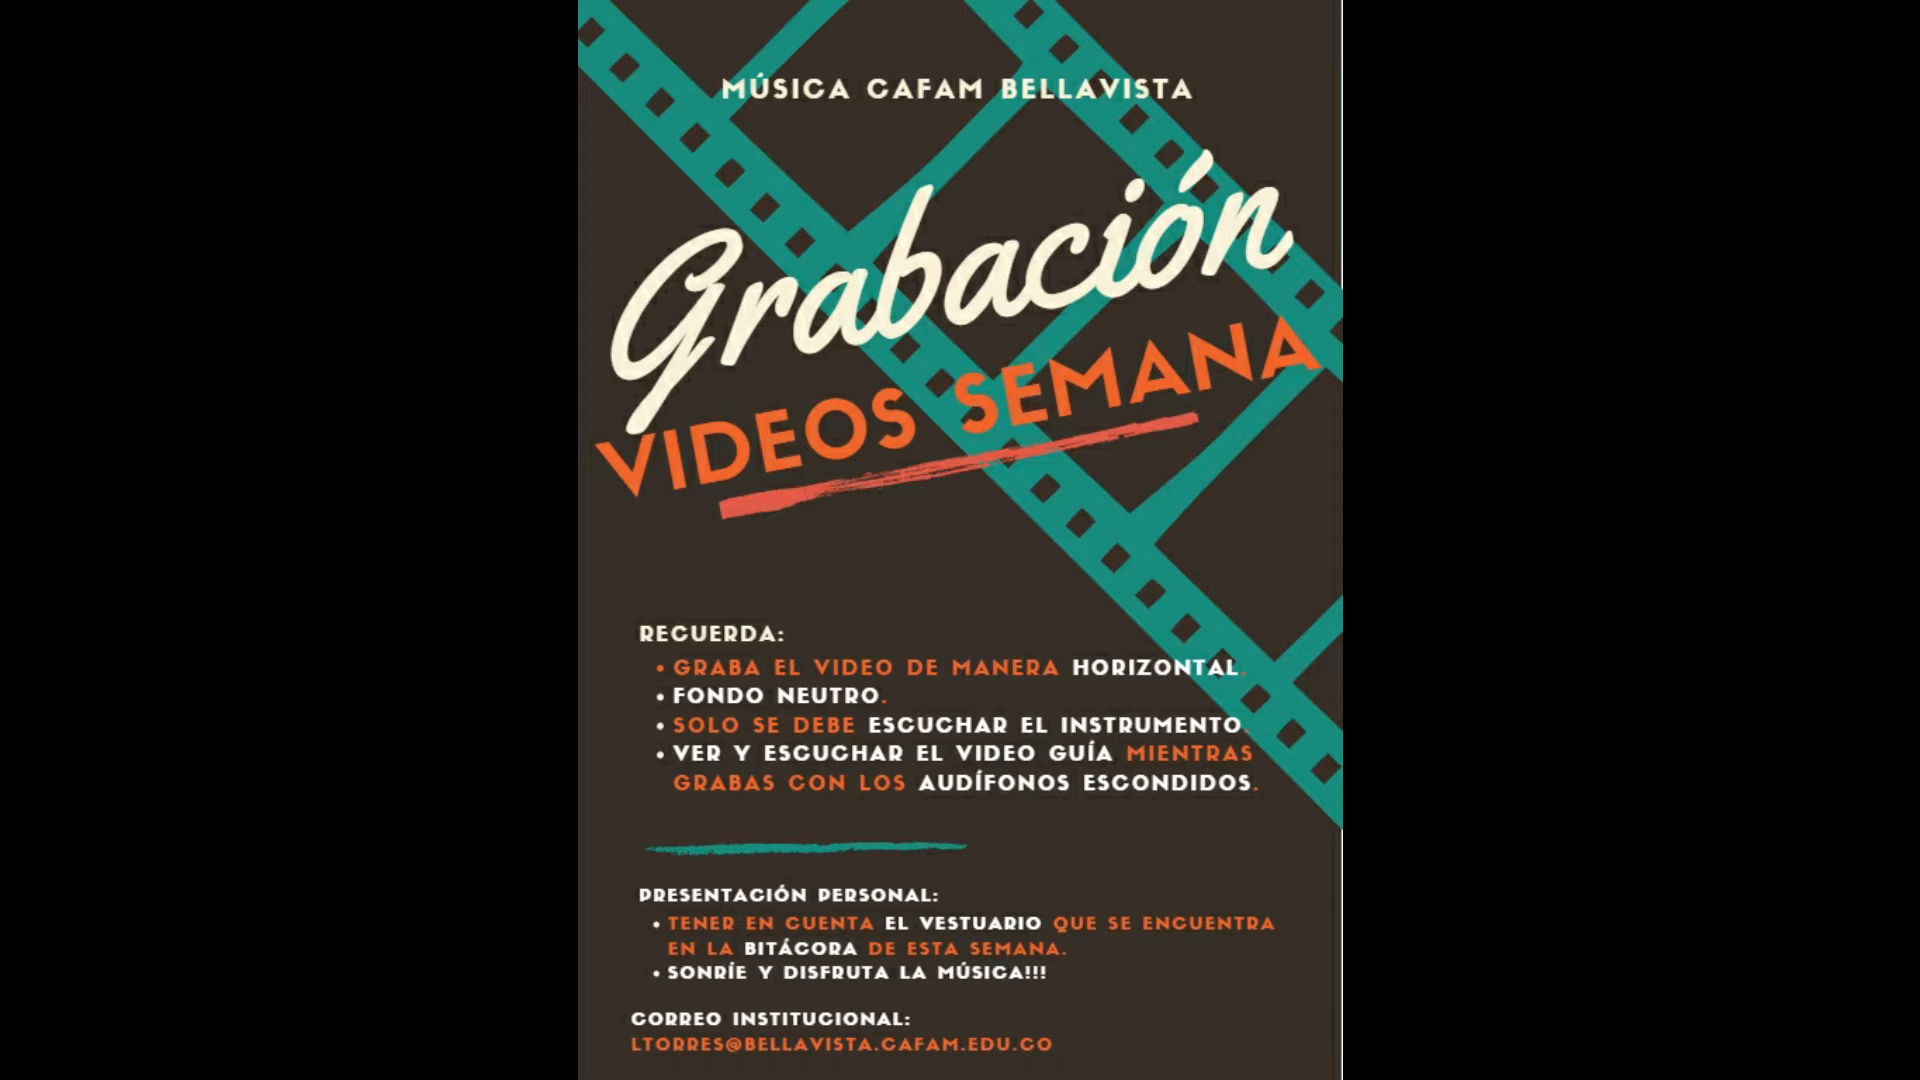 MÚSICA CAFAM BELLAVISTA
Grabación
VIDEOS SEMANA
RECUERDA:
• GRABA EL VIDEO DE MANERA HORIZONTAL.
• FONDO NEUTRO.
• SOLO SE DEBE ESCUCHAR EL INSTRUMENTO.
• VER Y ESCUCHAR EL VIDEO GUÍA MIENTRAS
GRABAS CON LOS AUDÍFONOS ESCONDIDOS.
PRESENTACIÓN PERSONAL:
• TENER EN CUENTA EL VESTUARIO QUE SE ENCUENTRA
EN LA BITÁCORA DE ESTA SEMANA.
• SONRÍE Y DISFRUTA LA MÚSICA!!!
CORREO INSTITUCIONAL:
LTORRES@BELLAVISTA.CAFAM.EDU.CO